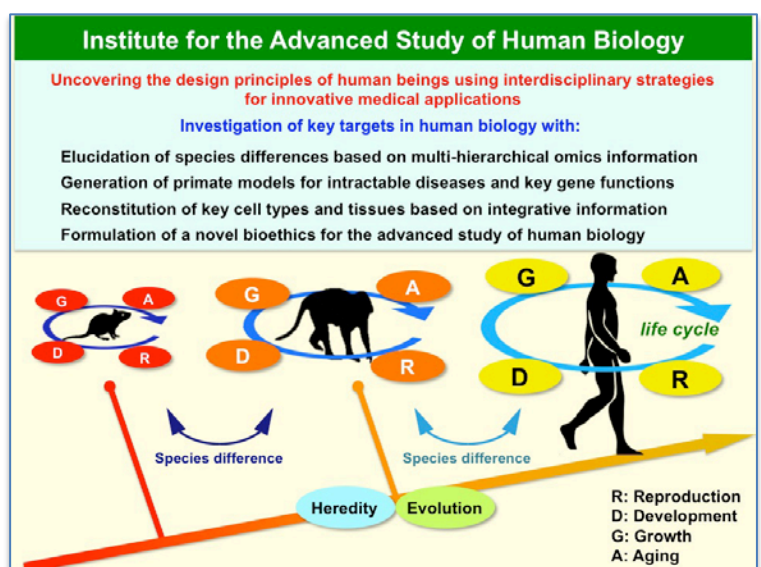 Institute for the Advanced Study of Human Biology
Uncovering the design principles of human beings using interdisciplinary strategies
for innovative medical applications
Investigation of key targets in human biology with:
Elucidation of species differences based on multi-hierarchical omics information
Generation of primate models for intractable diseases and key gene functions
Reconstitution of key cell types and tissues based on integrative information
Formulation of a novel bioethics for the advanced study of human biology
G A
D R
G A
D R
G A
life cycle
D R
Species difference
Species difference
Heredity Evolution
R: Reproduction
D: Development
G: Growth
A: Aging